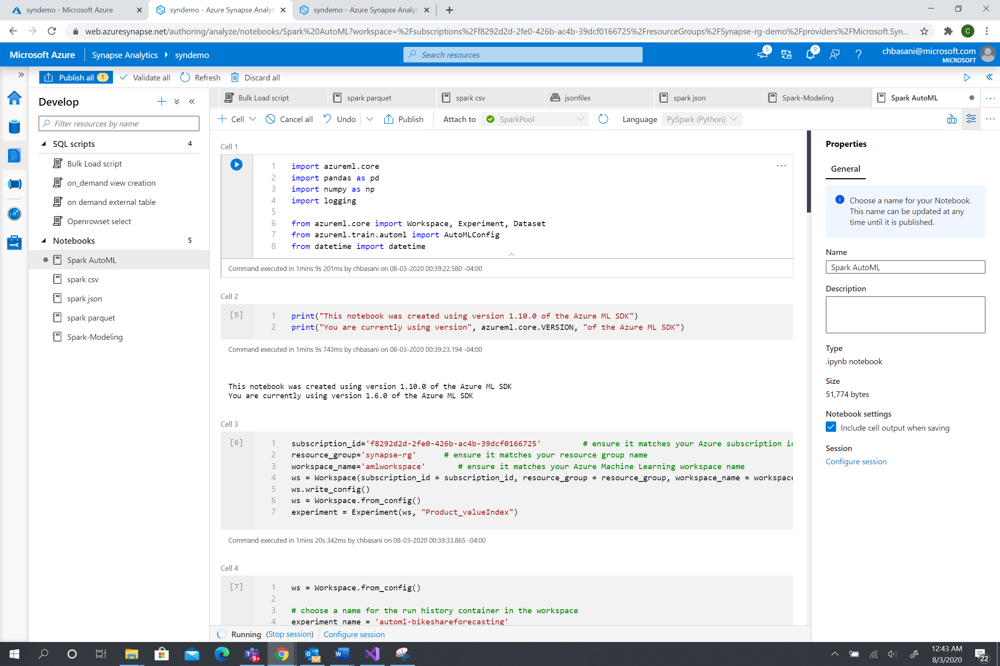 syndemo - Microsoft Azure
syndemo - Azure Synapse Analyt
syndemo - Azure Synapse Analyt
web.azuresynapse.net/authoring/analyze/notebooks/Spark%20AutoML?workspace=%2Fsubscriptions%2Ff8292d2d-2fe0-426b-ac4b-39dcf0166725%2FresourceGroups%2FSynapse-rg-demo%2Fproviders%2FMicrosoft.Syn...
C
Microsoft Azure
Synapse Analytics
syndemo
Search resources
5
9
chbasani@microsoft.com
MICROSOFT
Publish all 1
Validate all
Refresh
Discard all
Develop
Filter resources by name
SQL scripts 4
Bulk Load script
on_demand view creation
on demand external table
Openrowset select
Notebooks 5
Spark AutoML
spark csv
spark json
spark parquet
Spark-Modeling
Bulk Load script
spark parquet
spark csv
jsonfiles
spark json
Spark-Modeling
Spark AutoML
Cell
Cancel all
Undo
Publish
Attach to SparkPool
Language PySpark (Python)
Cell 1
1 import azureml.core
2 import pandas as pd
3 import numpy as np
4 import logging
5
6 from azureml.core import Workspace, Experiment, Dataset
7 from azureml.train.automl import AutoMLConfig
8 from datetime import datetime
Command executed in 1mins 9s 201ms by chbasani on 08-03-2020 00:39:22.580 -04:00
Cell 2
[5]
1 print("This notebook was created using version 1.10.0 of the Azure ML SDK")
2 print("You are currently using version", azureml.core.VERSION, "of the Azure ML SDK")
Command executed in 1mins 9s 743ms by chbasani on 08-03-2020 00:39:23.194 -04:00
This notebook was created using version 1.10.0 of the Azure ML SDK
You are currently using version 1.6.0 of the Azure ML SDK
Cell 3
[6]
1 subscription_id='f8292d2d-2fe0-426b-ac4b-39dcf0166725' # ensure it matches your Azure subscription id
2 resource_group='synapse-rg' # ensure it matches your resource group name
3 workspace_name='amlworkspace' # ensure it matches your Azure Machine Learning workspace name
4 ws = Workspace(subscription_id = subscription_id, resource_group = resource_group, workspace_name = workspace
5 ws.write_config()
6 ws = Workspace.from_config()
7 experiment = Experiment(ws, "Product_valueIndex")
Command executed in 1mins 20s 342ms by chbasani on 08-03-2020 00:39:33.865 -04:00
Cell 4
[7]
1 ws = Workspace.from_config()
2
3 # choose a name for the run history container in the workspace
4 experiment_name = 'automl-bikeshareforecasting'
Running (Stop session) Configure session
Properties
General
Choose a name for your Notebook.
This name can be updated at any
time until it is published.
Name
Spark AutoML
Description
Type
.ipynb notebook
Size
51,774 bytes
Notebook settings
Include cell output when saving
Session
Configure session
9+
12:43 AM
8/3/2020
22